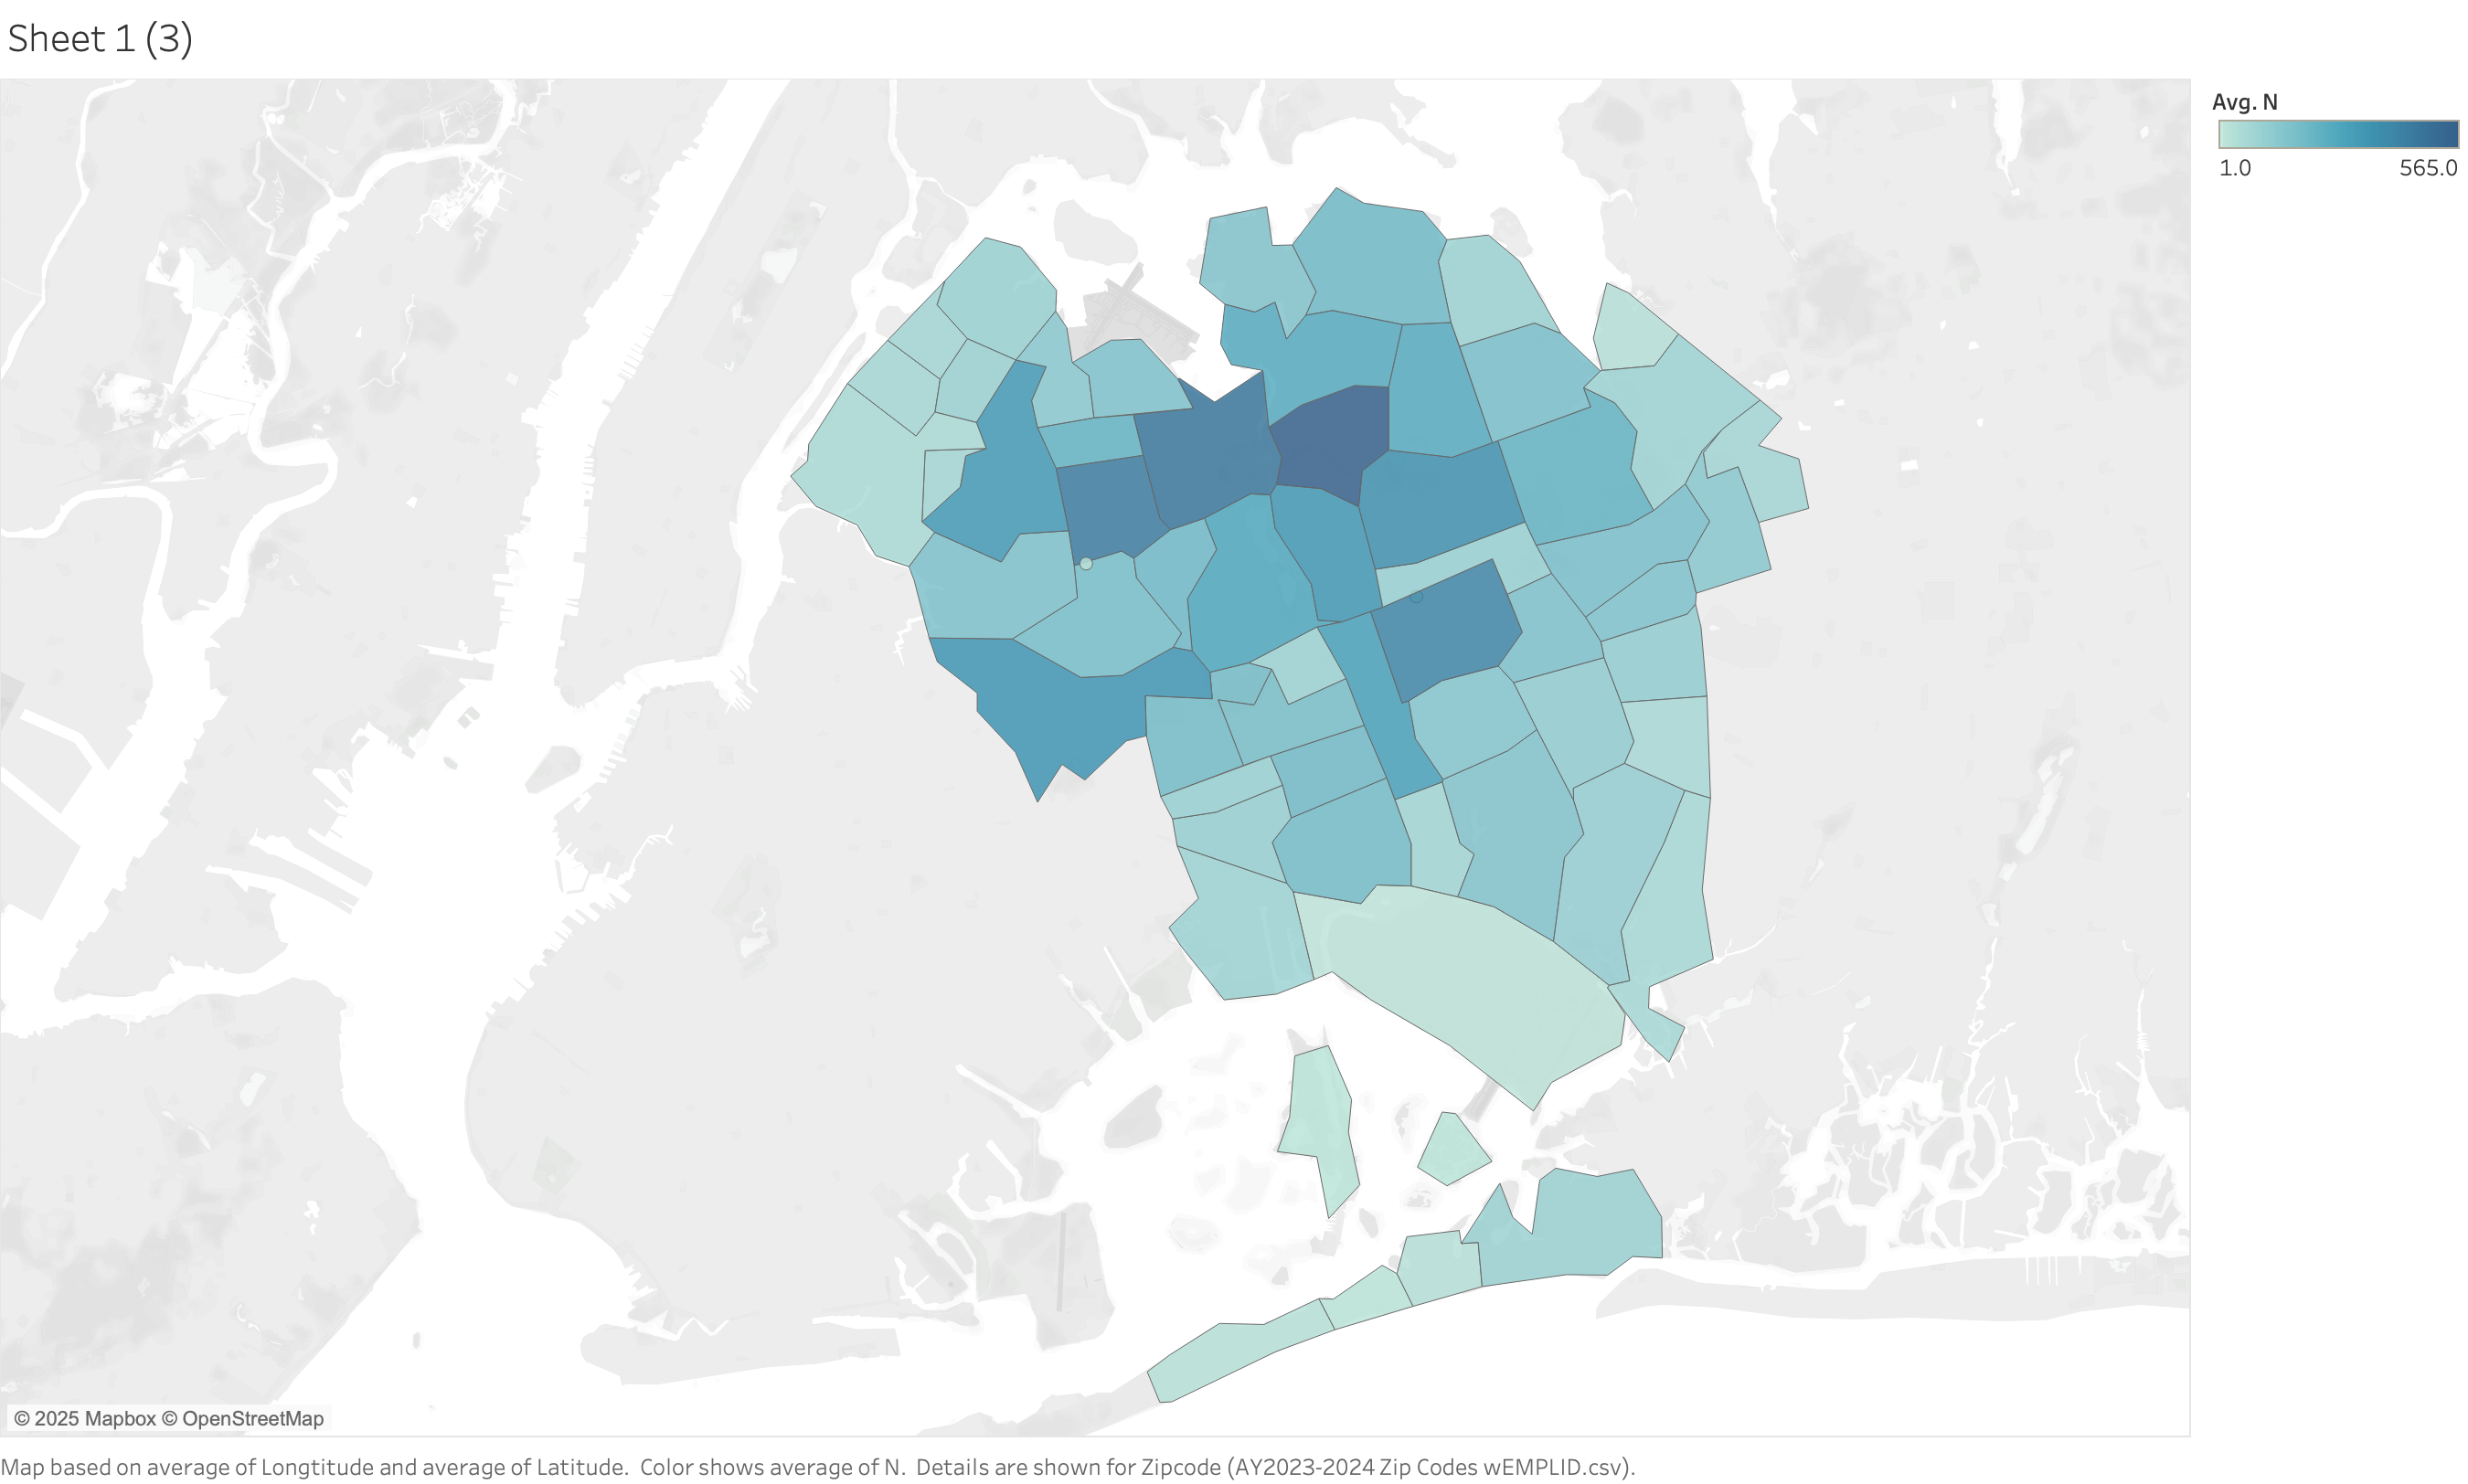 Sheet 1 (3)
Avg. N
1.0 565.0
© 2025 Mapbox © OpenStreetMap
Map based on average of Longtitude and average of Latitude.  Color shows average of N.  Details are shown for Zipcode (AY2023-2024 Zip Codes wEMPLID.csv).